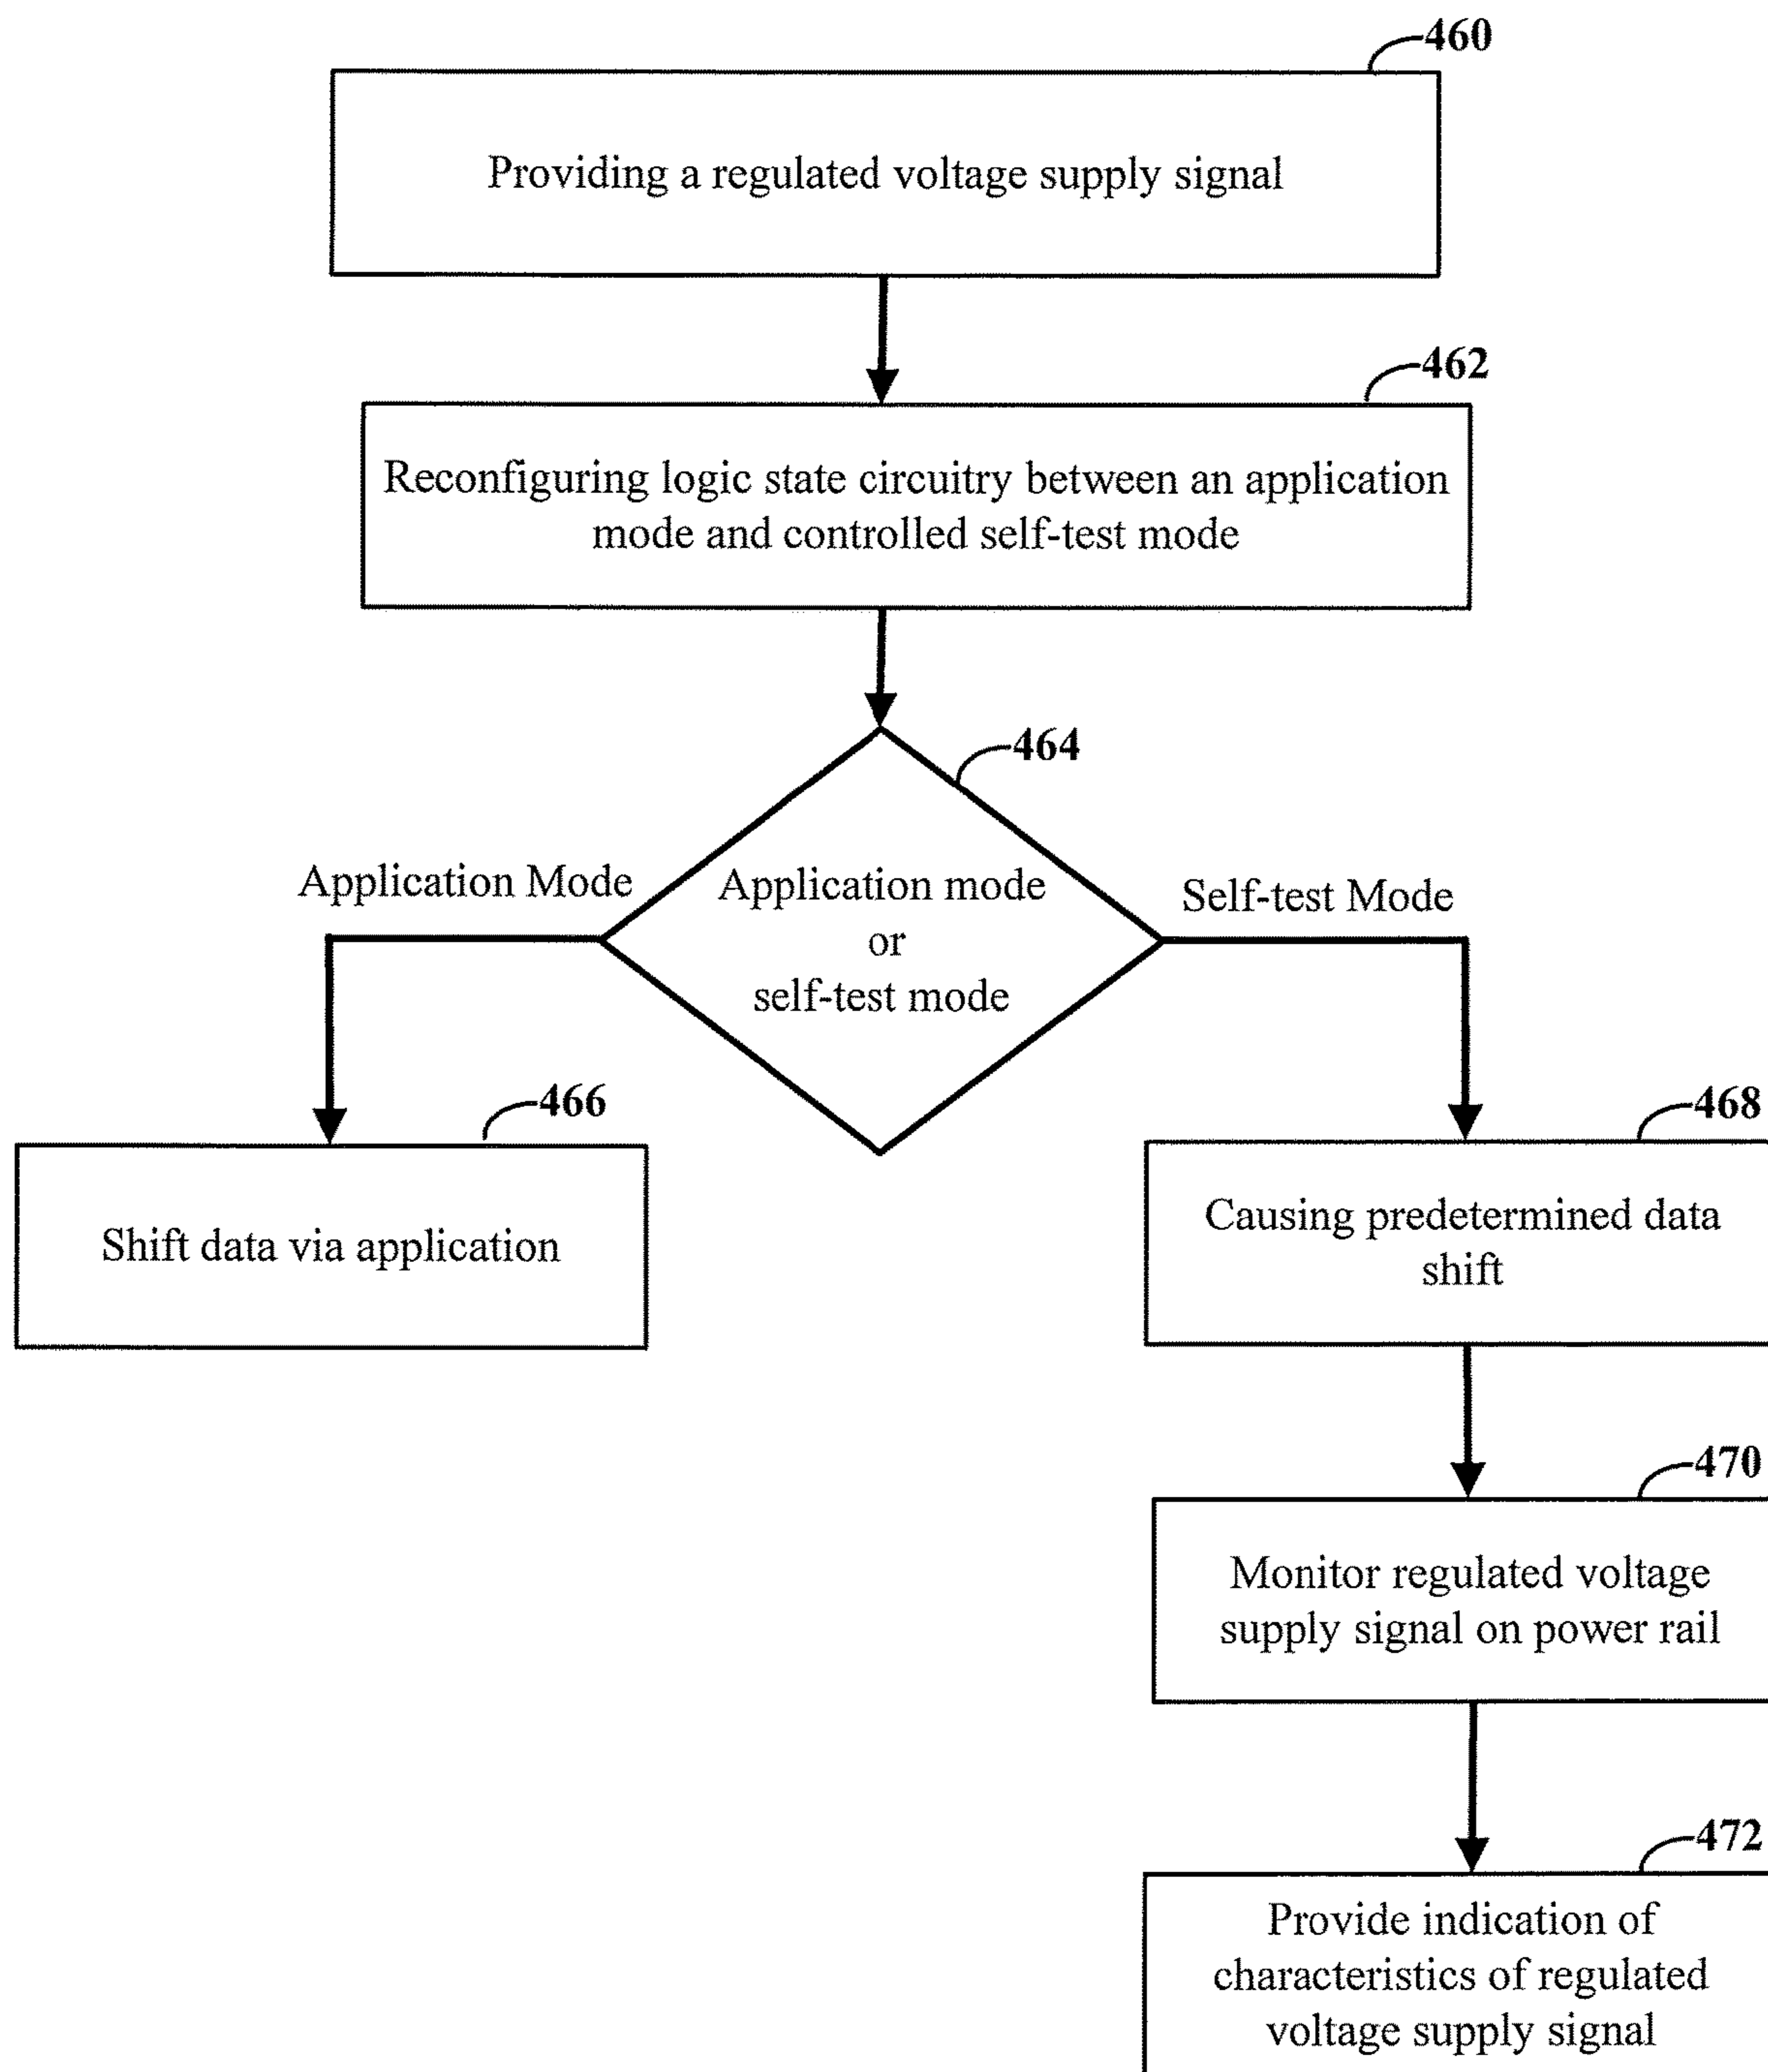 460
Providing a regulated voltage supply signal
462
Reconfiguring logic state circuitry between an application
mode and controlled self-test mode
464
Application Mode
Application mode
or
self-test mode
Self-test Mode
466
Shift data via application
468
Causing predetermined data
shift
470
Monitor regulated voltage
supply signal on power rail
472
Provide indication of
characteristics of regulated
voltage supply signal